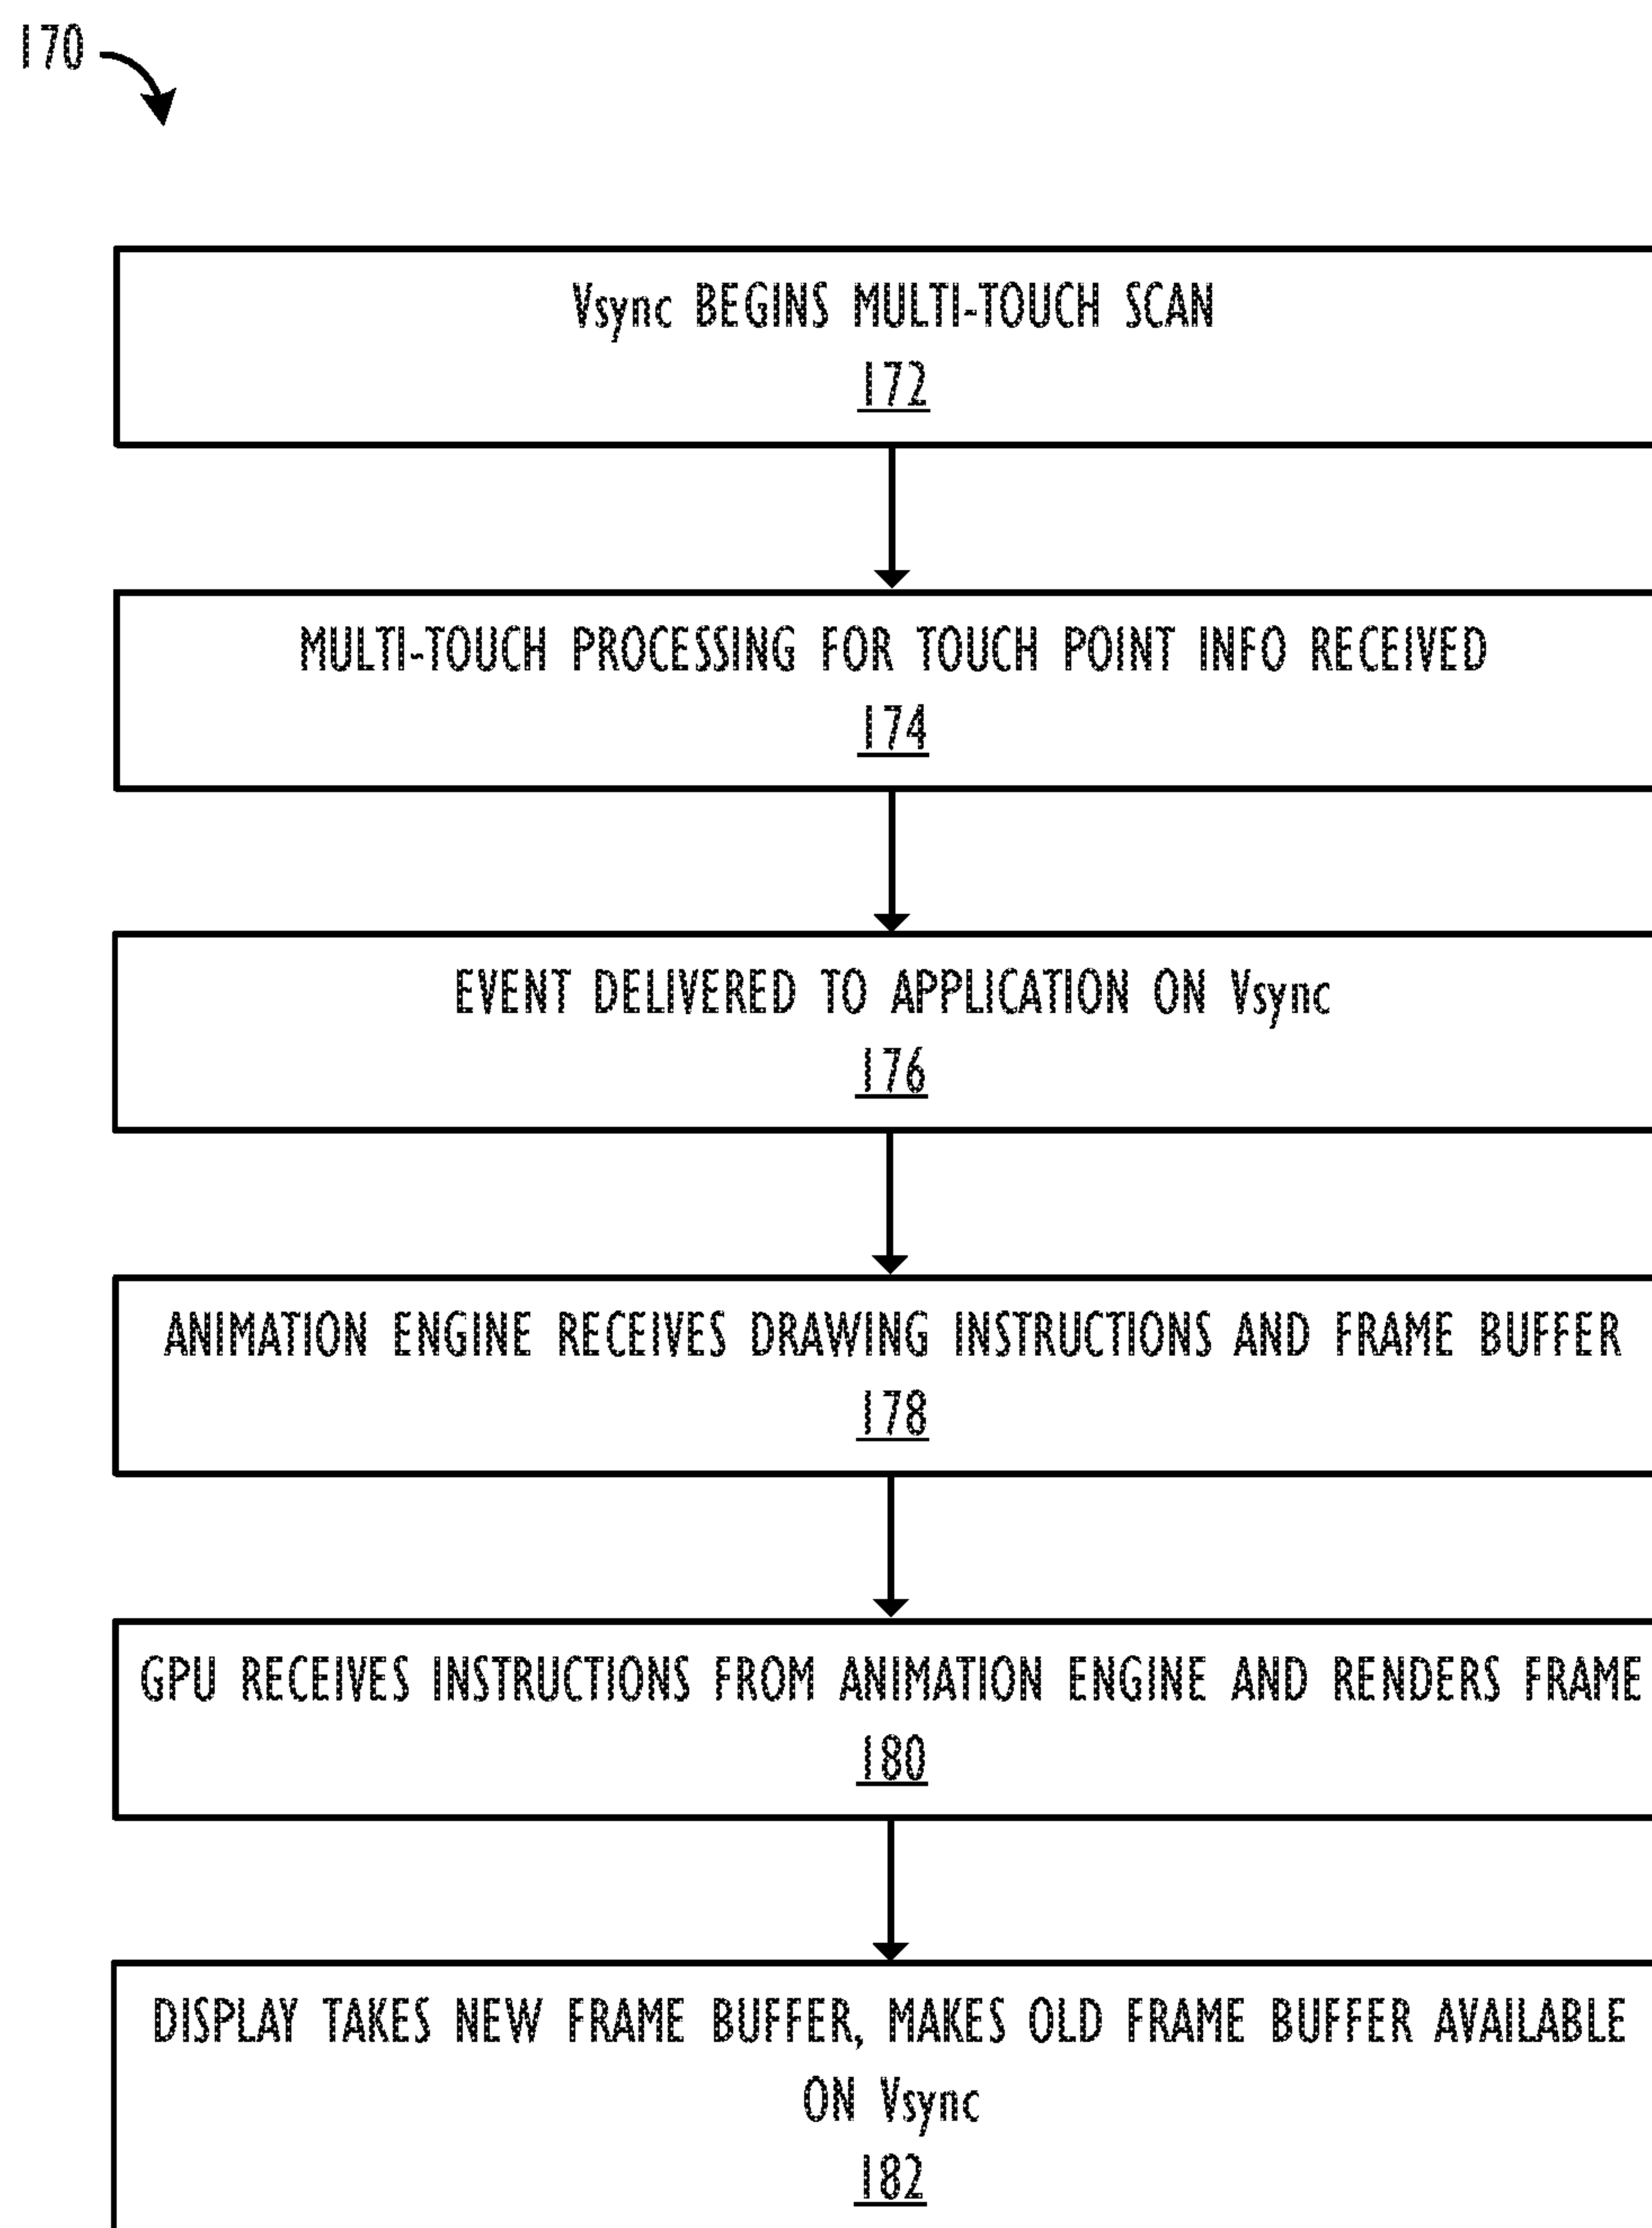 170
Vsync BEGINS MULTI-TOUCH SCAN
172
MULTI-TOUCH PROCESSING FOR TOUCH POINT INFO RECEIVED
174
EVENT DELIVERED TO APPLICATION ON Vsync
176
ANIMATION ENGINE RECEIVES DRAWING INSTRUCTIONS AND FRAME BUFFER
178
GPU RECEIVES INSTRUCTIONS FROM ANIMATION ENGINE AND RENDERS FRAME
180
DISPLAY TAKES NEW FRAME BUFFER, MAKES OLD FRAME BUFFER AVAILABLE
ON Vsync
182